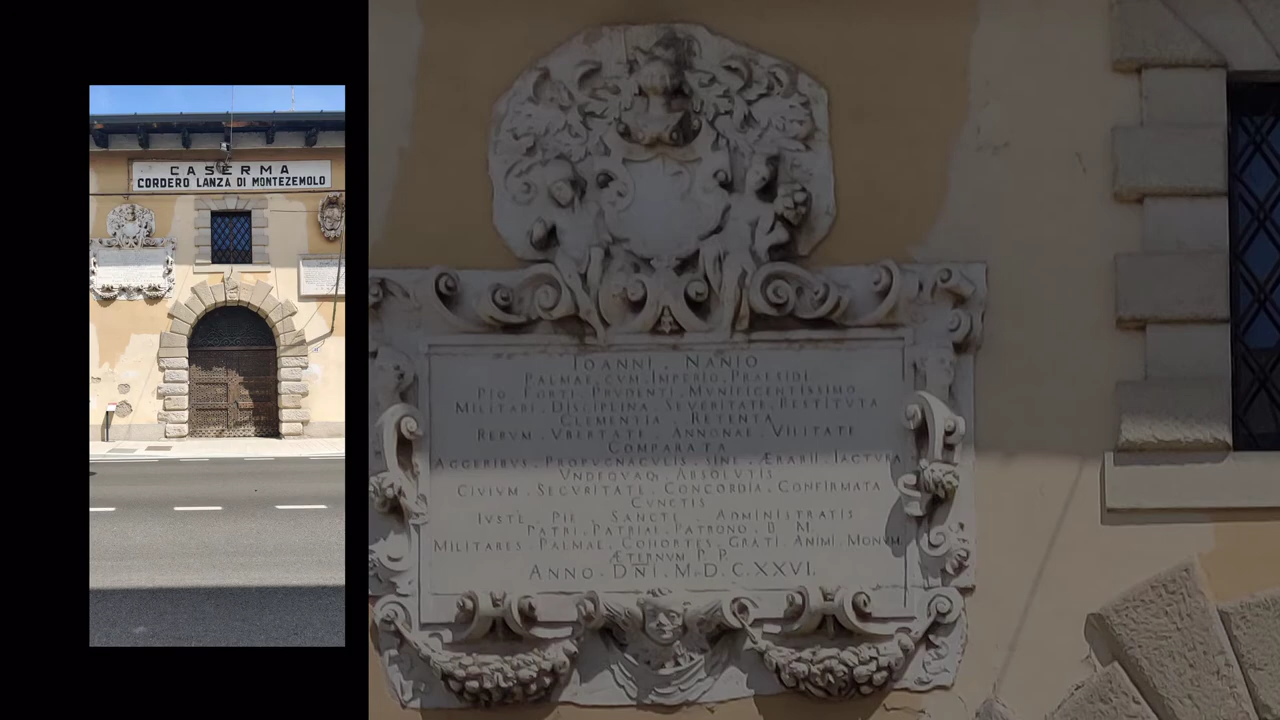 CASERMA
CORDERO LANZA DI MONTEZEMOLO
IOANNI . NANIO
PALMAE . CVM . IMPERIO . PRAESIDI
PIO . FORTI . PRVDENTI . MVNIFICENTISSIMO
MILITARI . DISCIPLINA . SEVERITATE . RESTITVTA
CLEMENTIA . RETENTA
RERVM . VBERTATE . ANNONAE . VILITATE
COMPARATA
AGGERIBVS . PROPVGNACVLIS . SINE . ÆRARII . IACTVRA
VNDEQVAQ; ABSOLVTIS
CIVIVM . SECVRITATE . CONCORDIA . CONFIRMATA
CVNCTIS
IVSTE . PIE . SANCTE . ADMINISTRATIS
PATRI . PATRIAE . PATRONO . B . M .
MILITARES . PALMAE . COHORTES . GRATI . ANIMI . MONVM.
ÆTERNVM P. P.
ANNO . DNI . M.D.C.XXVI.